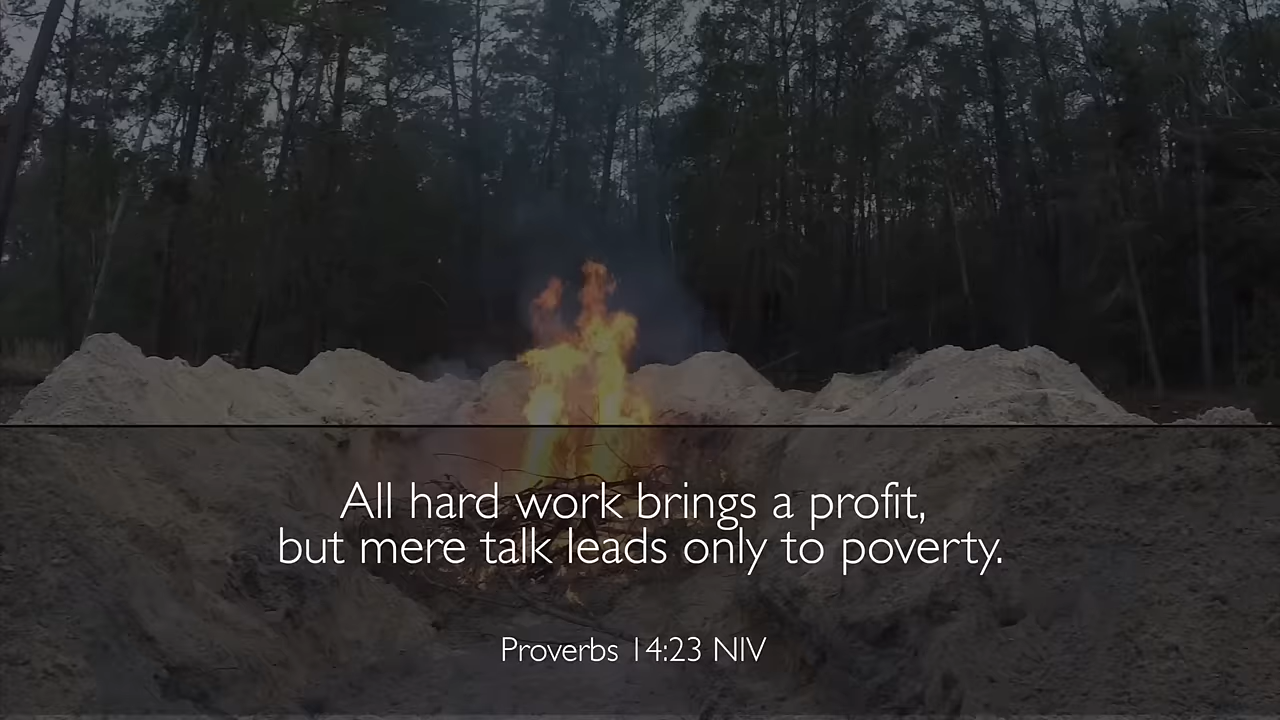 All hard work brings a profit,
but mere talk leads only to poverty.
Proverbs 14:23 NIV